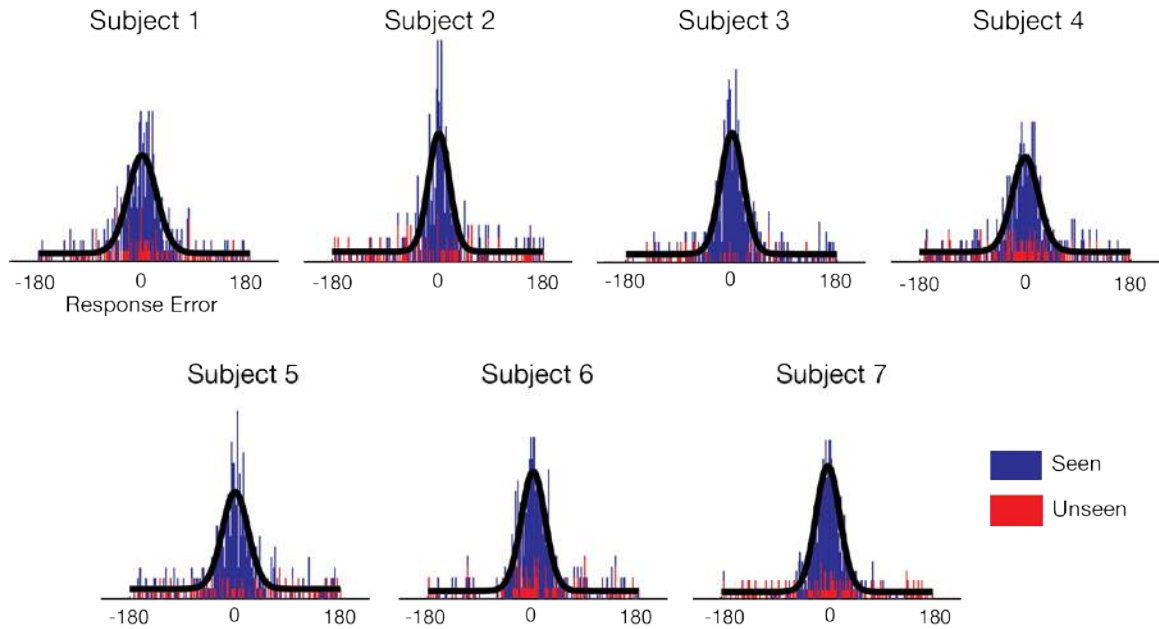 Subject 1
Subject 2
Subject 3
Subject 4
-180 0 180
-180 0 180
-180 0 180
-180 0 180
Response Error
Subject 5
Subject 6
Subject 7
Seen
Unseen
-180 0 180
-180 0 180
-180 0 180